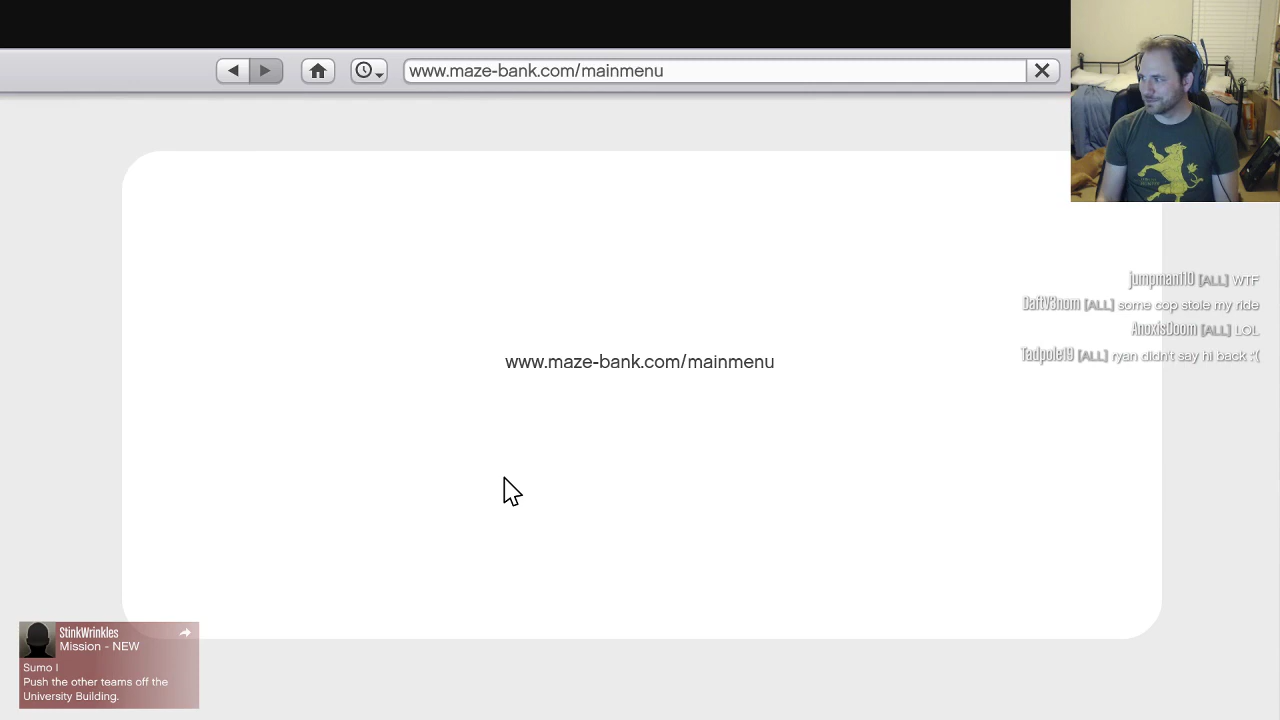 www.maze-bank.com/mainmenu
jumpman110 [ALL] WTF
DaftV3nom [ALL] some cop stole my ride
AnoxisDoom [ALL] LOL
Tadpole19 [ALL] ryan didn't say hi back :'(
www.maze-bank.com/mainmenu
StinkWrinkles
Mission - NEW
Sumo I
Push the other teams off the
University Building.